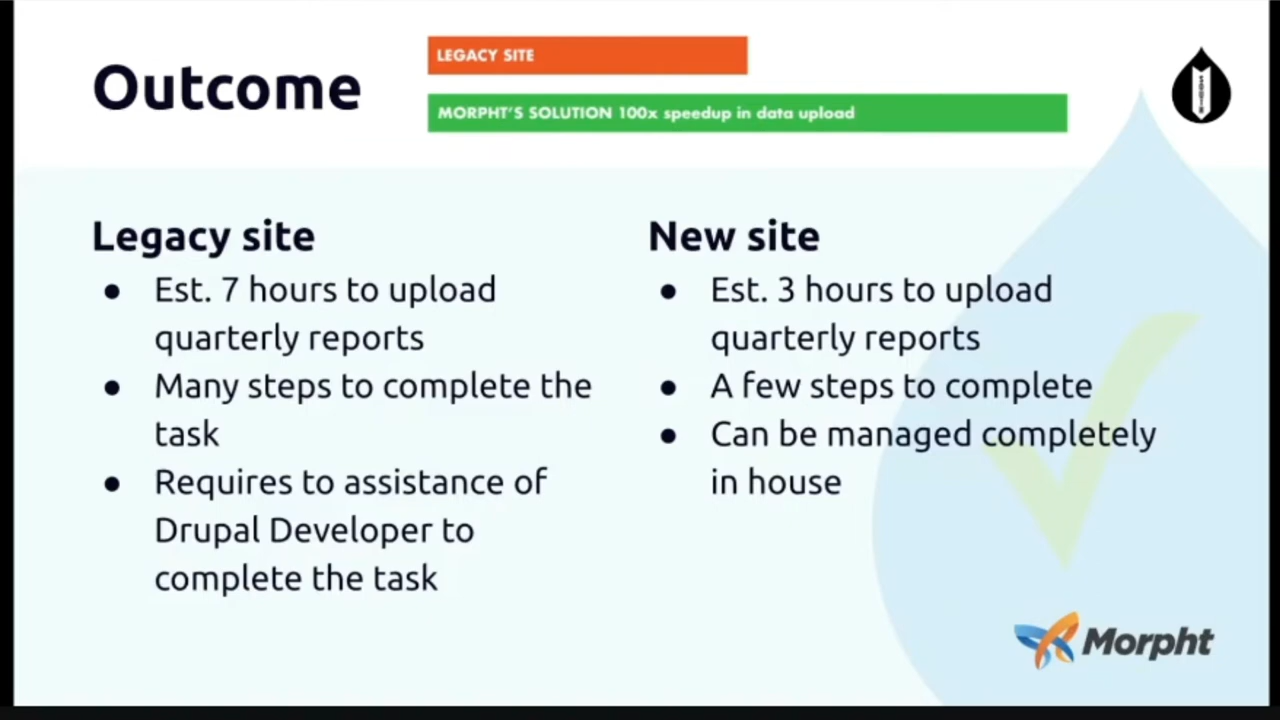 Outcome
LEGACY SITE
MORPHT'S SOLUTION 100x speedup in data upload
Legacy site
● Est. 7 hours to upload
quarterly reports
● Many steps to complete the
task
● Requires to assistance of
Drupal Developer to
complete the task
New site
● Est. 3 hours to upload
quarterly reports
● A few steps to complete
● Can be managed completely
in house
Morpht